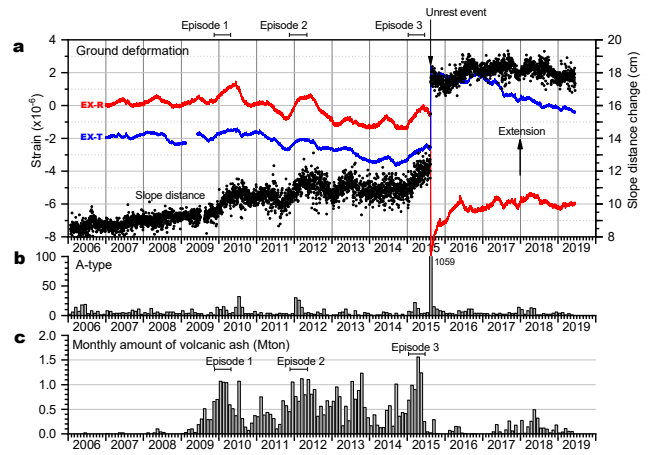 Unrest event
Episode 1 Episode 2 Episode 3
a
Ground deformation
4 2 0 -2 -4 -6 -8
Strain (x10⁻⁶)
EX-R
EX-T
Slope distance
Extension
20 18 16 14 12 10 8
Slope distance change (cm)
2006 2007 2008 2009 2010 2011 2012 2013 2014 2015 2016 2017 2018 2019
b
A-type
100 50 0
1059
2006 2007 2008 2009 2010 2011 2012 2013 2014 2015 2016 2017 2018 2019
c
Monthly amount of volcanic ash (Mton)
2.0 1.5 1.0 0.5 0.0
Episode 1 Episode 2 Episode 3
2006 2007 2008 2009 2010 2011 2012 2013 2014 2015 2016 2017 2018 2019